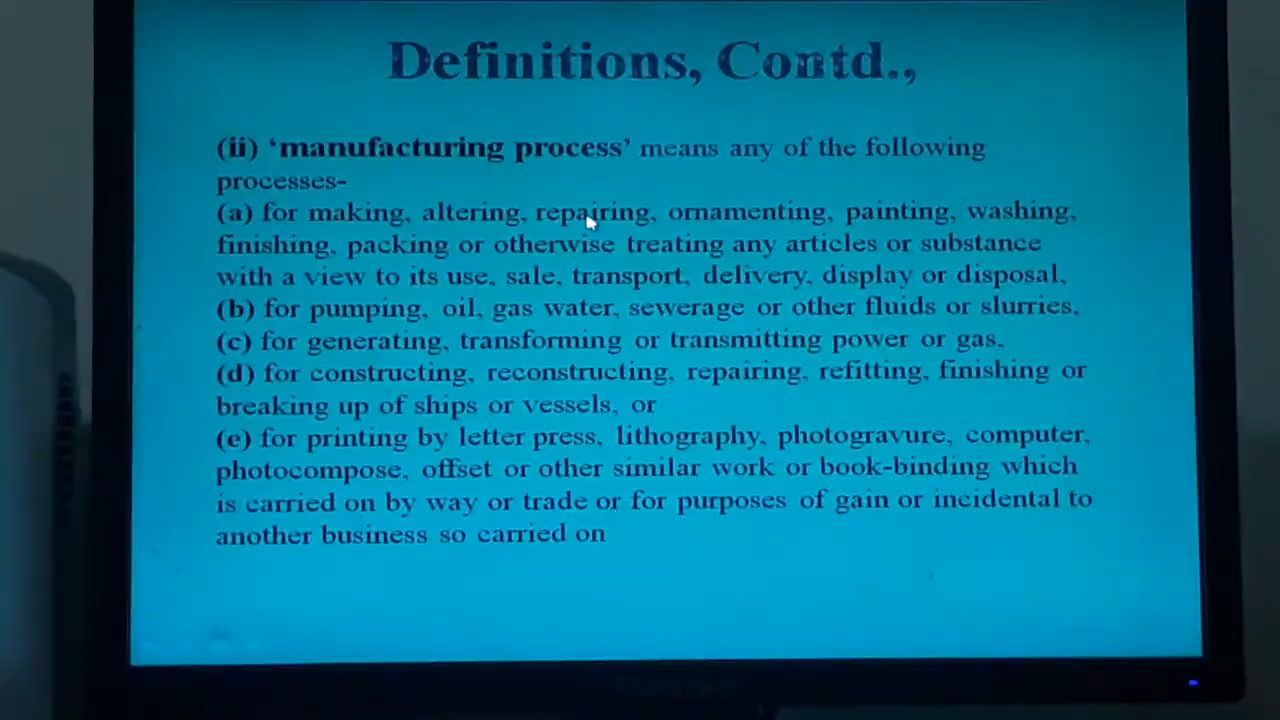 Definitions, Contd.,
(ii) ‘manufacturing process’ means any of the following
processes-
(a) for making, altering, repairing, ornamenting, painting, washing,
finishing, packing or otherwise treating any articles or substance
with a view to its use, sale, transport, delivery, display or disposal,
(b) for pumping, oil, gas water, sewerage or other fluids or slurries,
(c) for generating, transforming or transmitting power or gas,
(d) for constructing, reconstructing, repairing, refitting, finishing or
breaking up of ships or vessels, or
(e) for printing by letter press, lithography, photogravure, computer,
photocompose, offset or other similar work or book-binding which
is carried on by way or trade or for purposes of gain or incidental to
another business so carried on